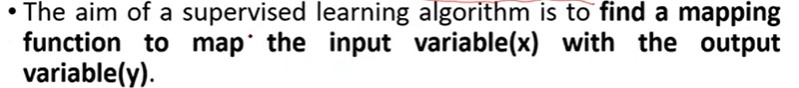 • The aim of a supervised learning algorithm is to find a mapping
function to map the input variable(x) with the output
variable(y).